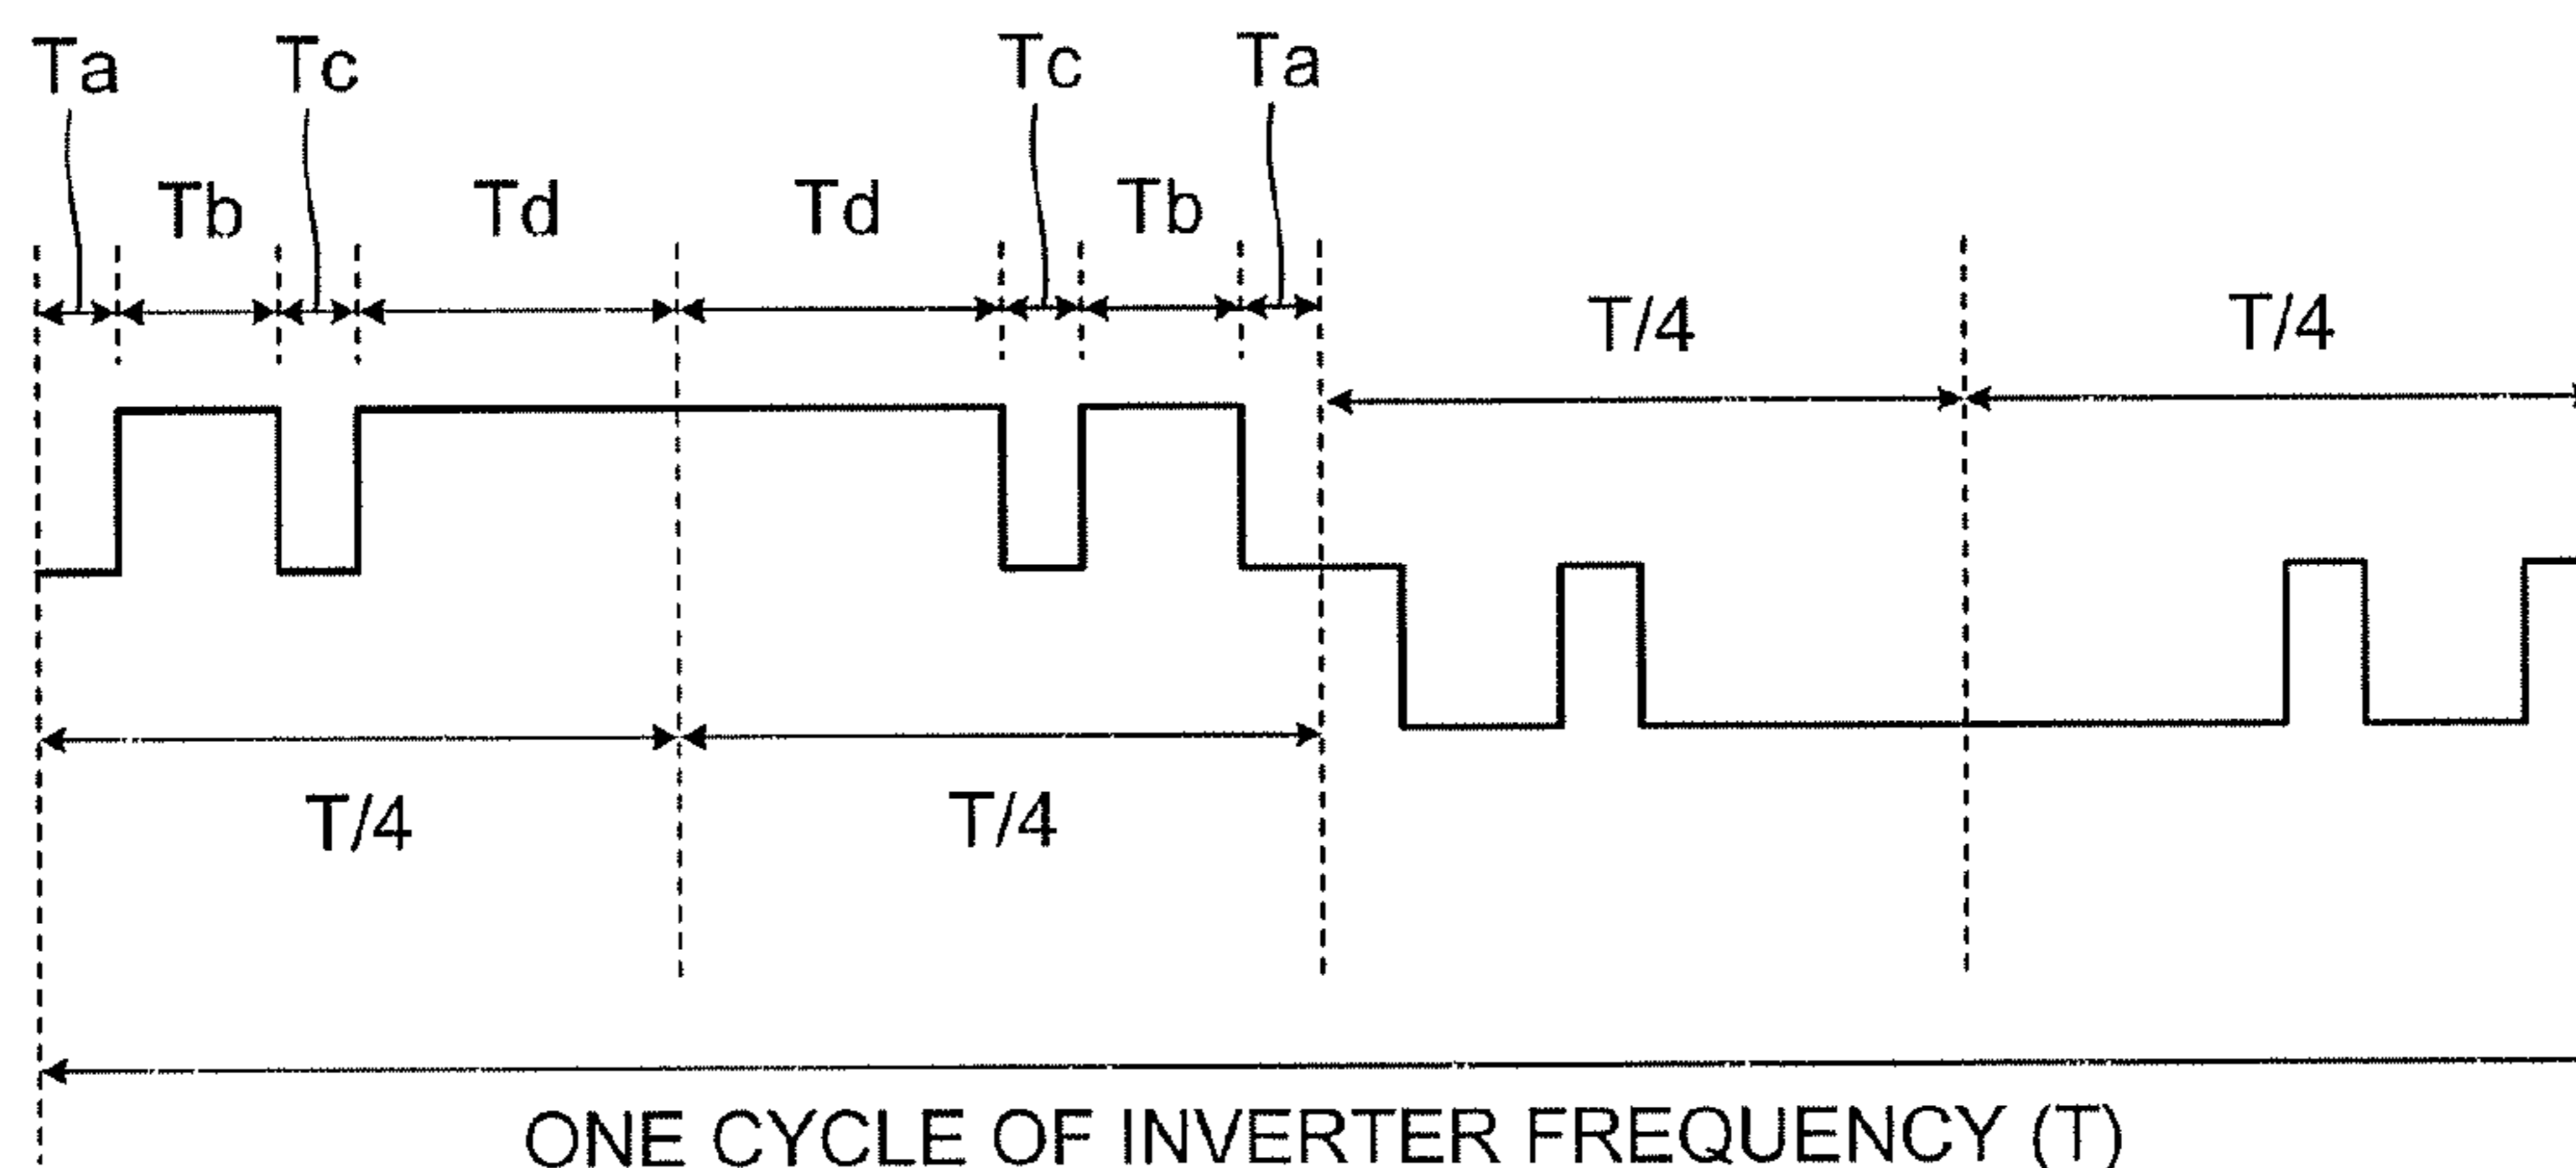 Ta Tc Tc Ta
Tb Td Td Tb
T/4 T/4
T/4 T/4
ONE CYCLE OF INVERTER FREQUENCY (T)